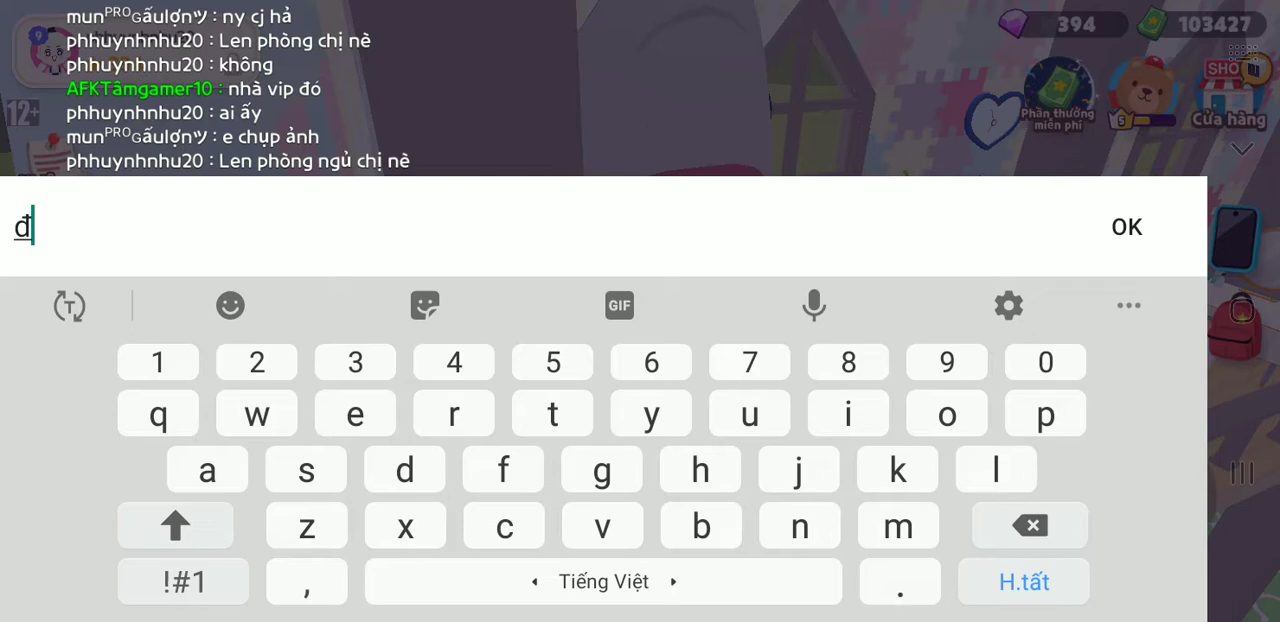 munᴾᴿᴼGấulợnツ : ny cj hả
phhuynhnhu20 : Len phòng chị nè
phhuynhnhu20 : không
AFKTâmgamer10 : nhà vip đó
phhuynhnhu20 : ai ấy
munᴾᴿᴼGấulợnツ : e chụp ảnh
phhuynhnhu20 : Len phòng ngủ chị nè
9
12+
394
103427
Phần thưởng
miễn phí
5
SHO
Cửa hàng
đ
OK
T
GIF
1 2 3 4 5 6 7 8 9 0
q w e r t y u i o p
a s d f g h j k l
z x c v b n m
!#1 , Tiếng Việt . H.tất